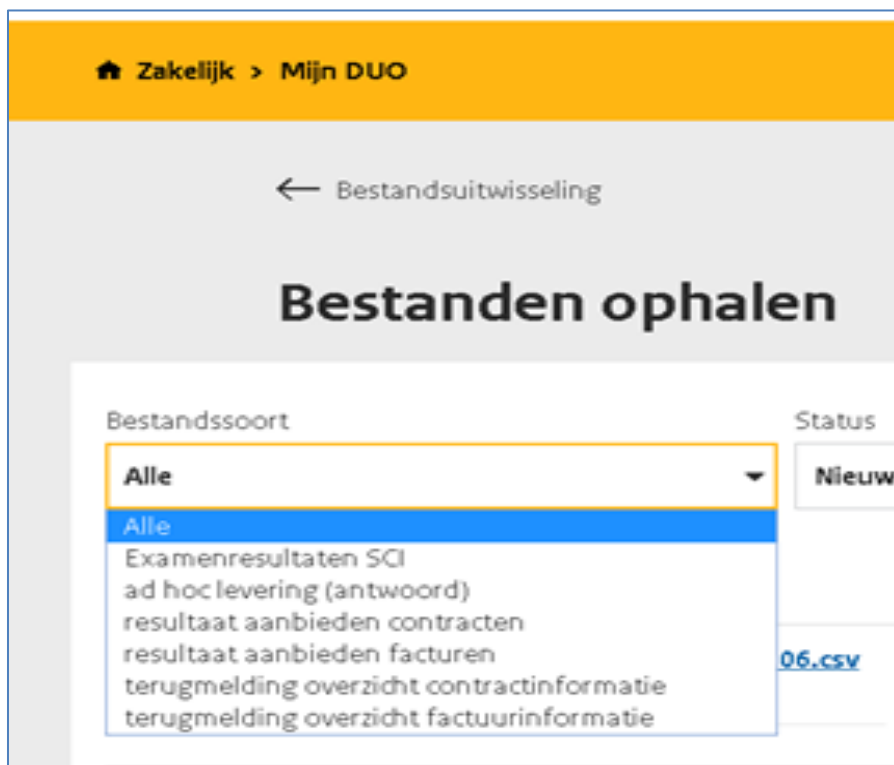 Zakelijk > Mijn DUO
← Bestandsuitwisseling
Bestanden ophalen
Bestandssoort Status
Alle Nieuw
Alle
Examenresultaten SCI
ad hoc levering (antwoord)
resultaat aanbieden contracten
resultaat aanbieden facturen
06.csv
terugmelding overzicht contractinformatie
terugmelding overzicht factuurinformatie